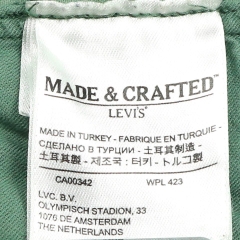 MADE & CRAFTED™
LEVI'S®
MADE IN TURKEY - FABRIQUE EN TURQUIE -
СДЕЛАНО В ТУРЦИИ - 土耳其製造 -
土耳其製 - 제조국 : 터키 - トルコ製
CA00342 WPL 423
LVC. B.V.
OLYMPISCH STADION, 33
1076 DE AMSTERDAM
THE NETHERLANDS